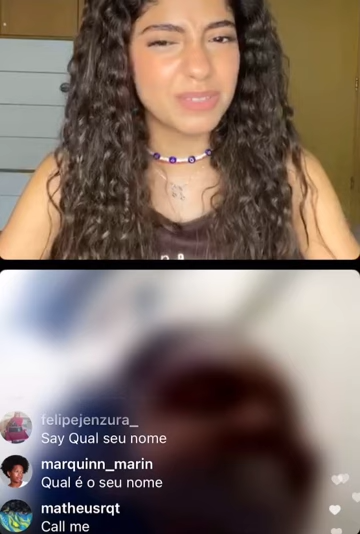 felipejenzura_
Say Qual seu nome
marquinn_marin
Qual é o seu nome
matheusrqt
Call me